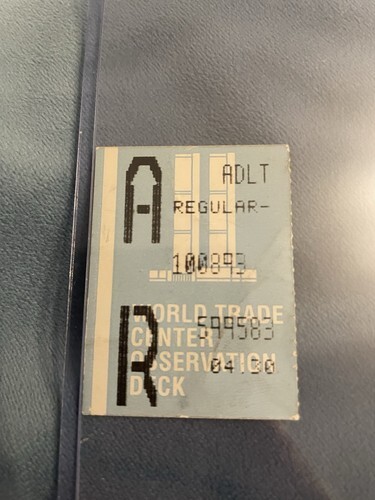 A ADLT
REGULAR-
100893
WORLD TRADE
R 599583
CENTER
OBSERVATION
04 30
DECK